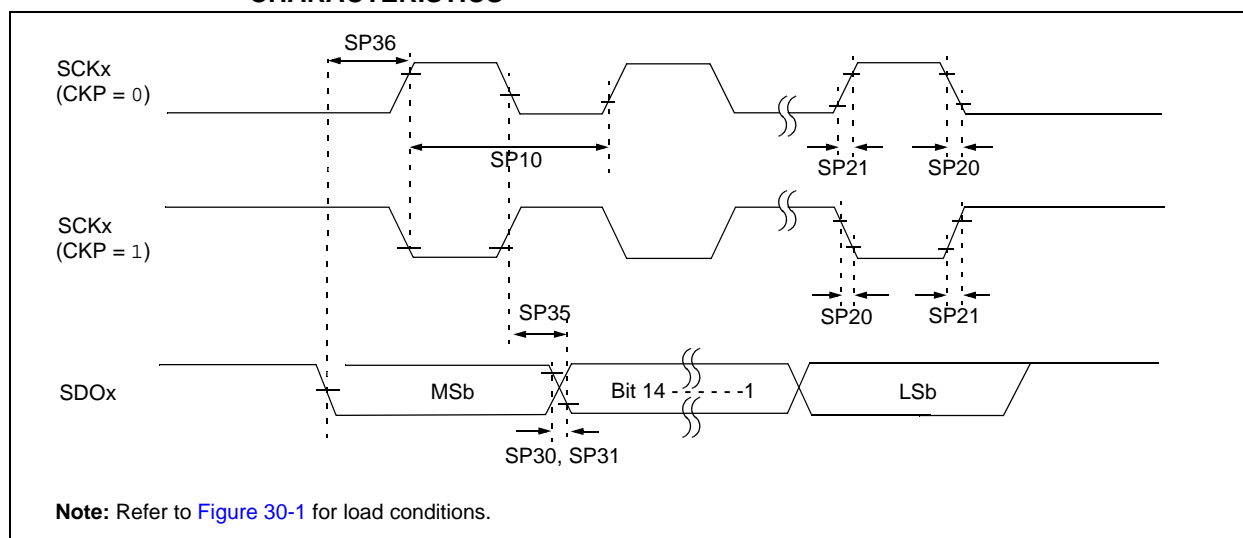 CHARACTERISTICS
SP36
SCKx
(CKP = 0)
SP10
SP21
SP20
SCKx
(CKP = 1)
SP35
SP20
SP21
SDOx
MSb
Bit 14 - - - - - -1
LSb
SP30, SP31
Note: Refer to Figure 30-1 for load conditions.